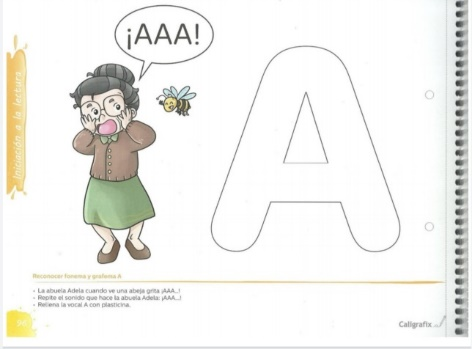 ¡AAA!
A
Iniciación a la lectura
Reconocer fonema y grafema A
- La abuela Adela cuando ve una abeja grita ¡AAA...!
- Repite el sonido que hace la abuela Adela: ¡AAA...!
- Rellena la vocal A con plasticina.
Caligrafix